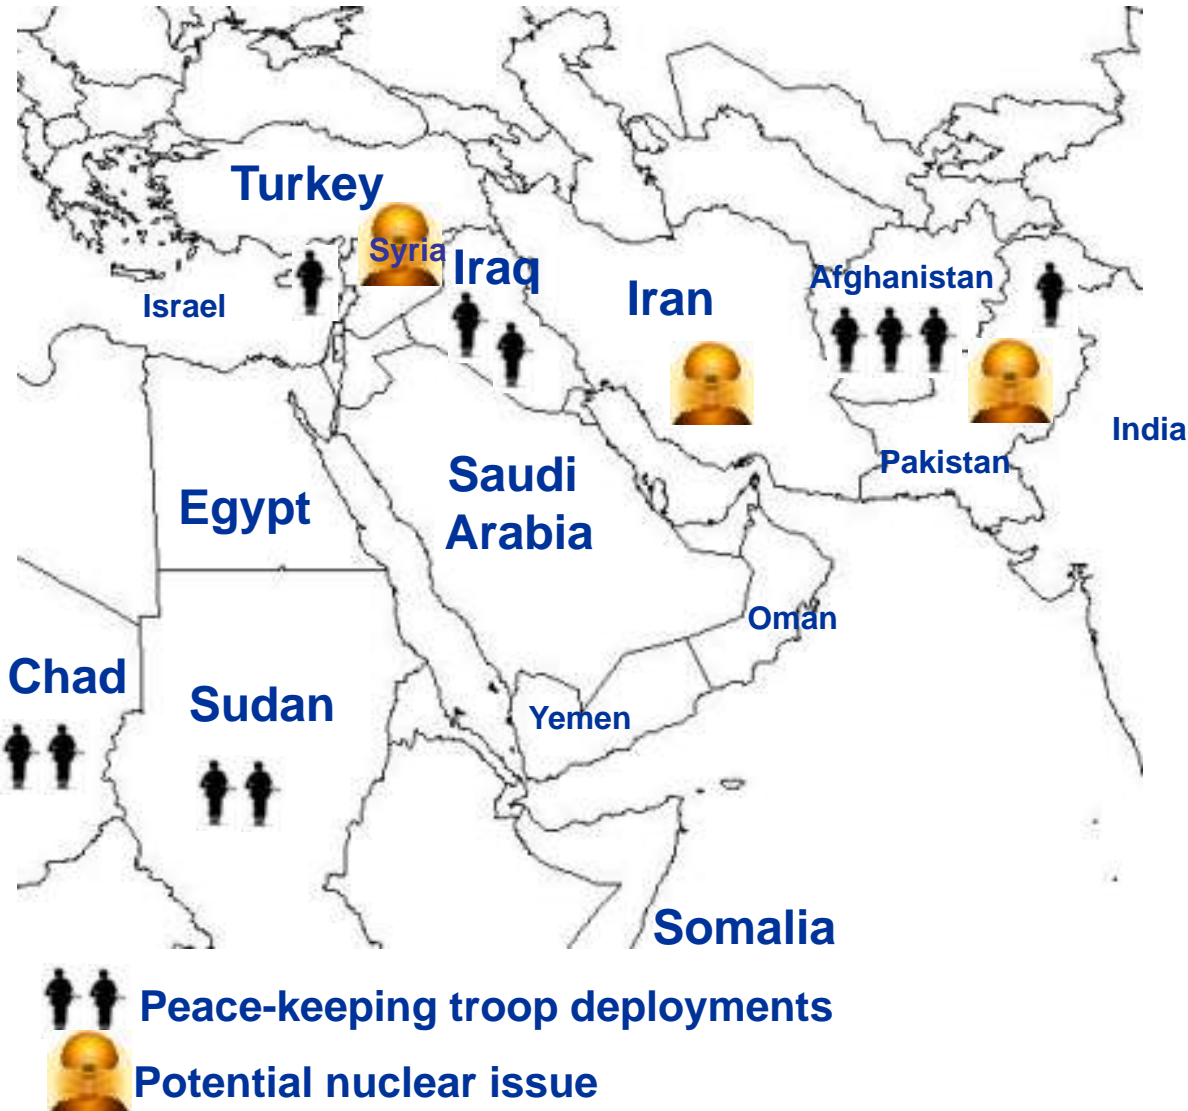 Turkey
Syria
Iraq
Israel
Iran
Afghanistan
India
Pakistan
Saudi
Arabia
Egypt
Oman
Chad
Sudan
Yemen
Somalia
Peace-keeping troop deployments
Potential nuclear issue